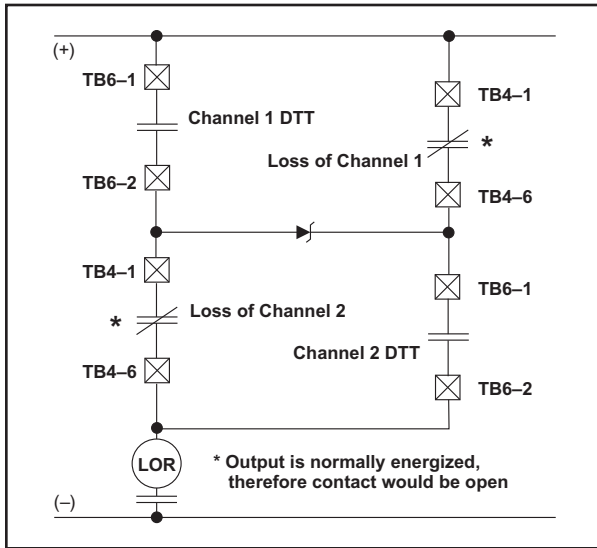 (+)
TB6–1
Channel 1 DTT
TB6–2
TB4–1
Loss of Channel 1
*
TB4–6
TB4–1
Loss of Channel 2
*
TB4–6
TB6–1
Channel 2 DTT
TB6–2
LOR
* Output is normally energized,
therefore contact would be open
(–)